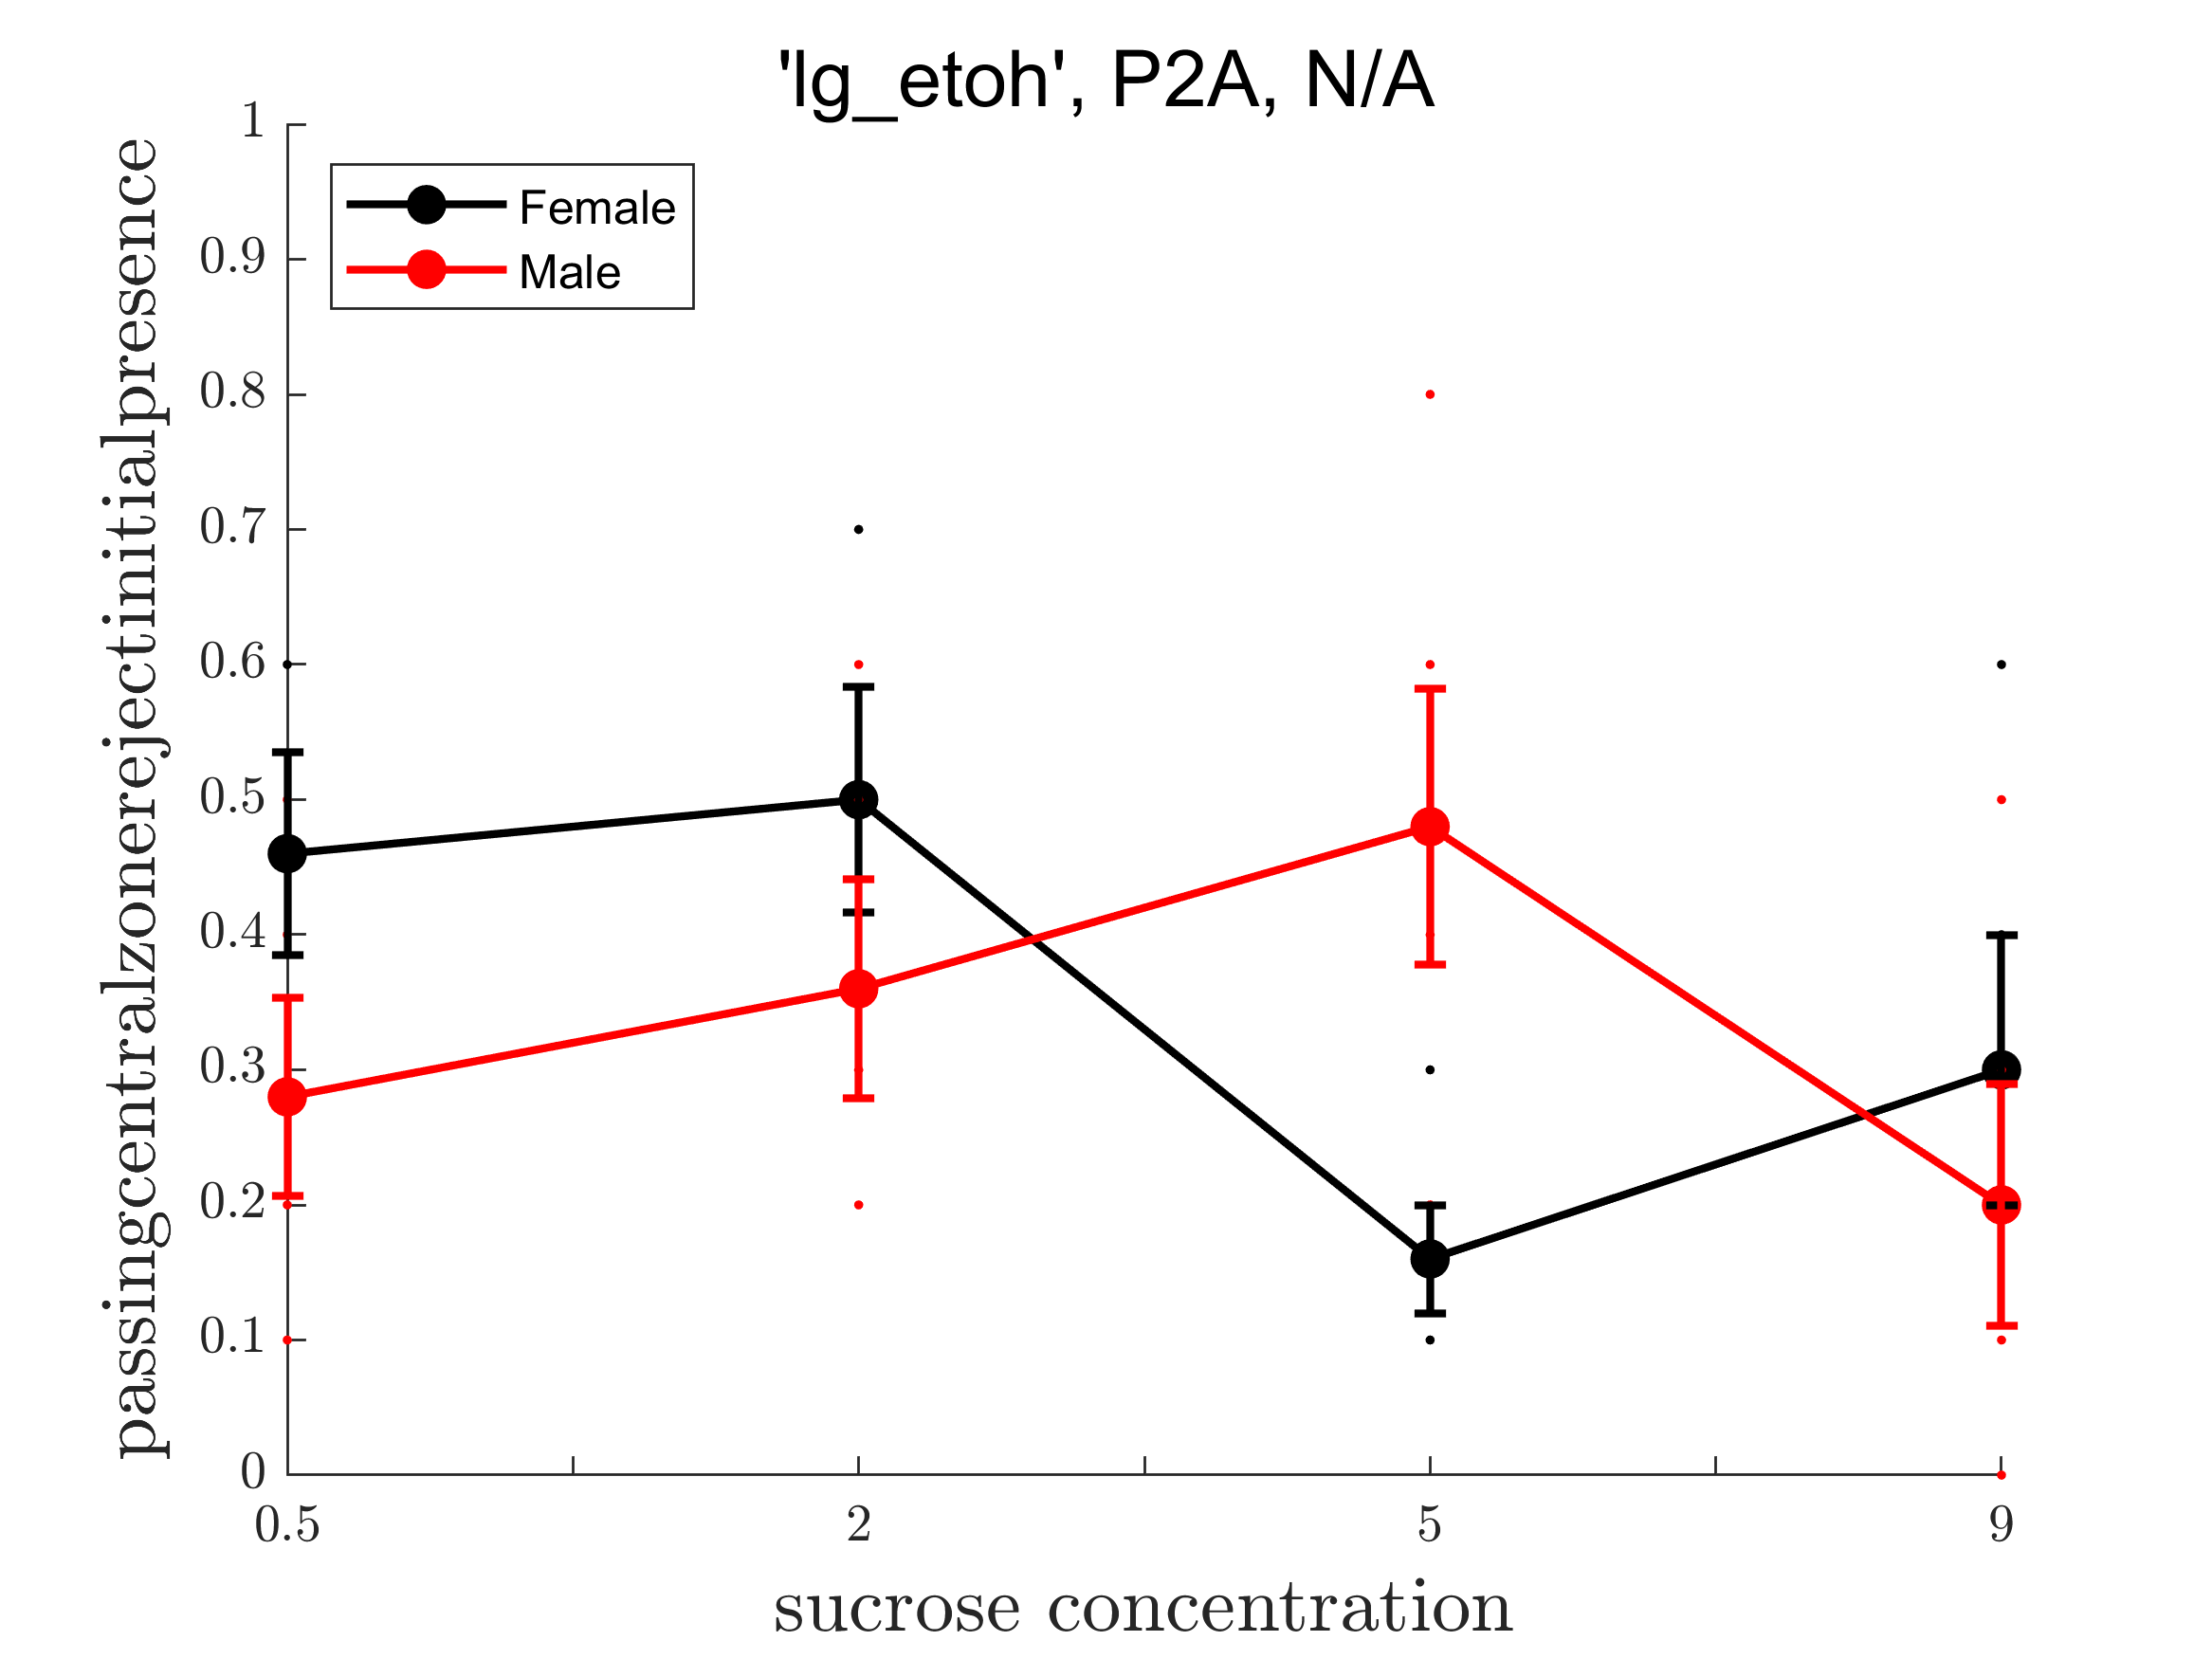 'lg_etoh', P2A, N/A
passingcentralzonerejectinitialpresence
1
0.9
0.8
0.7
0.6
0.5
0.4
0.3
0.2
0.1
0
Female
Male
0.5 2 5 9
sucrose concentration